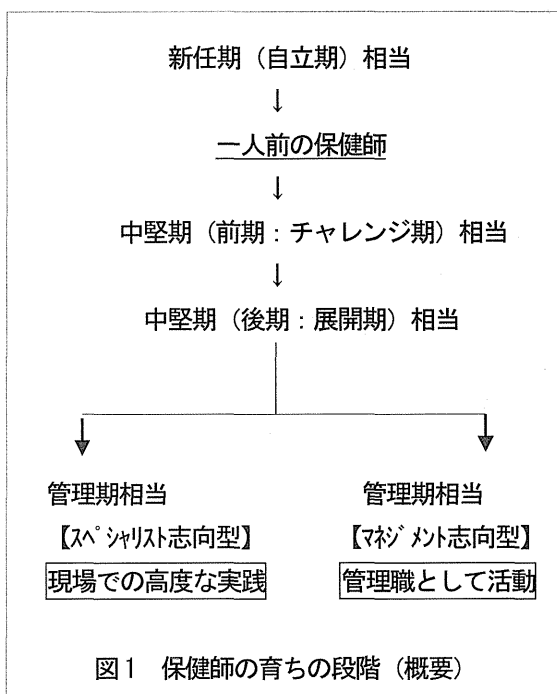 新任期（自立期）相当
↓
一人前の保健師
↓
中堅期（前期：チャレンジ期）相当
↓
中堅期（後期：展開期）相当
管理期相当
【スペシャリスト志向型】
現場での高度な実践
管理期相当
【マネジメント志向型】
管理職として活動
図1 保健師の育ちの段階（概要）